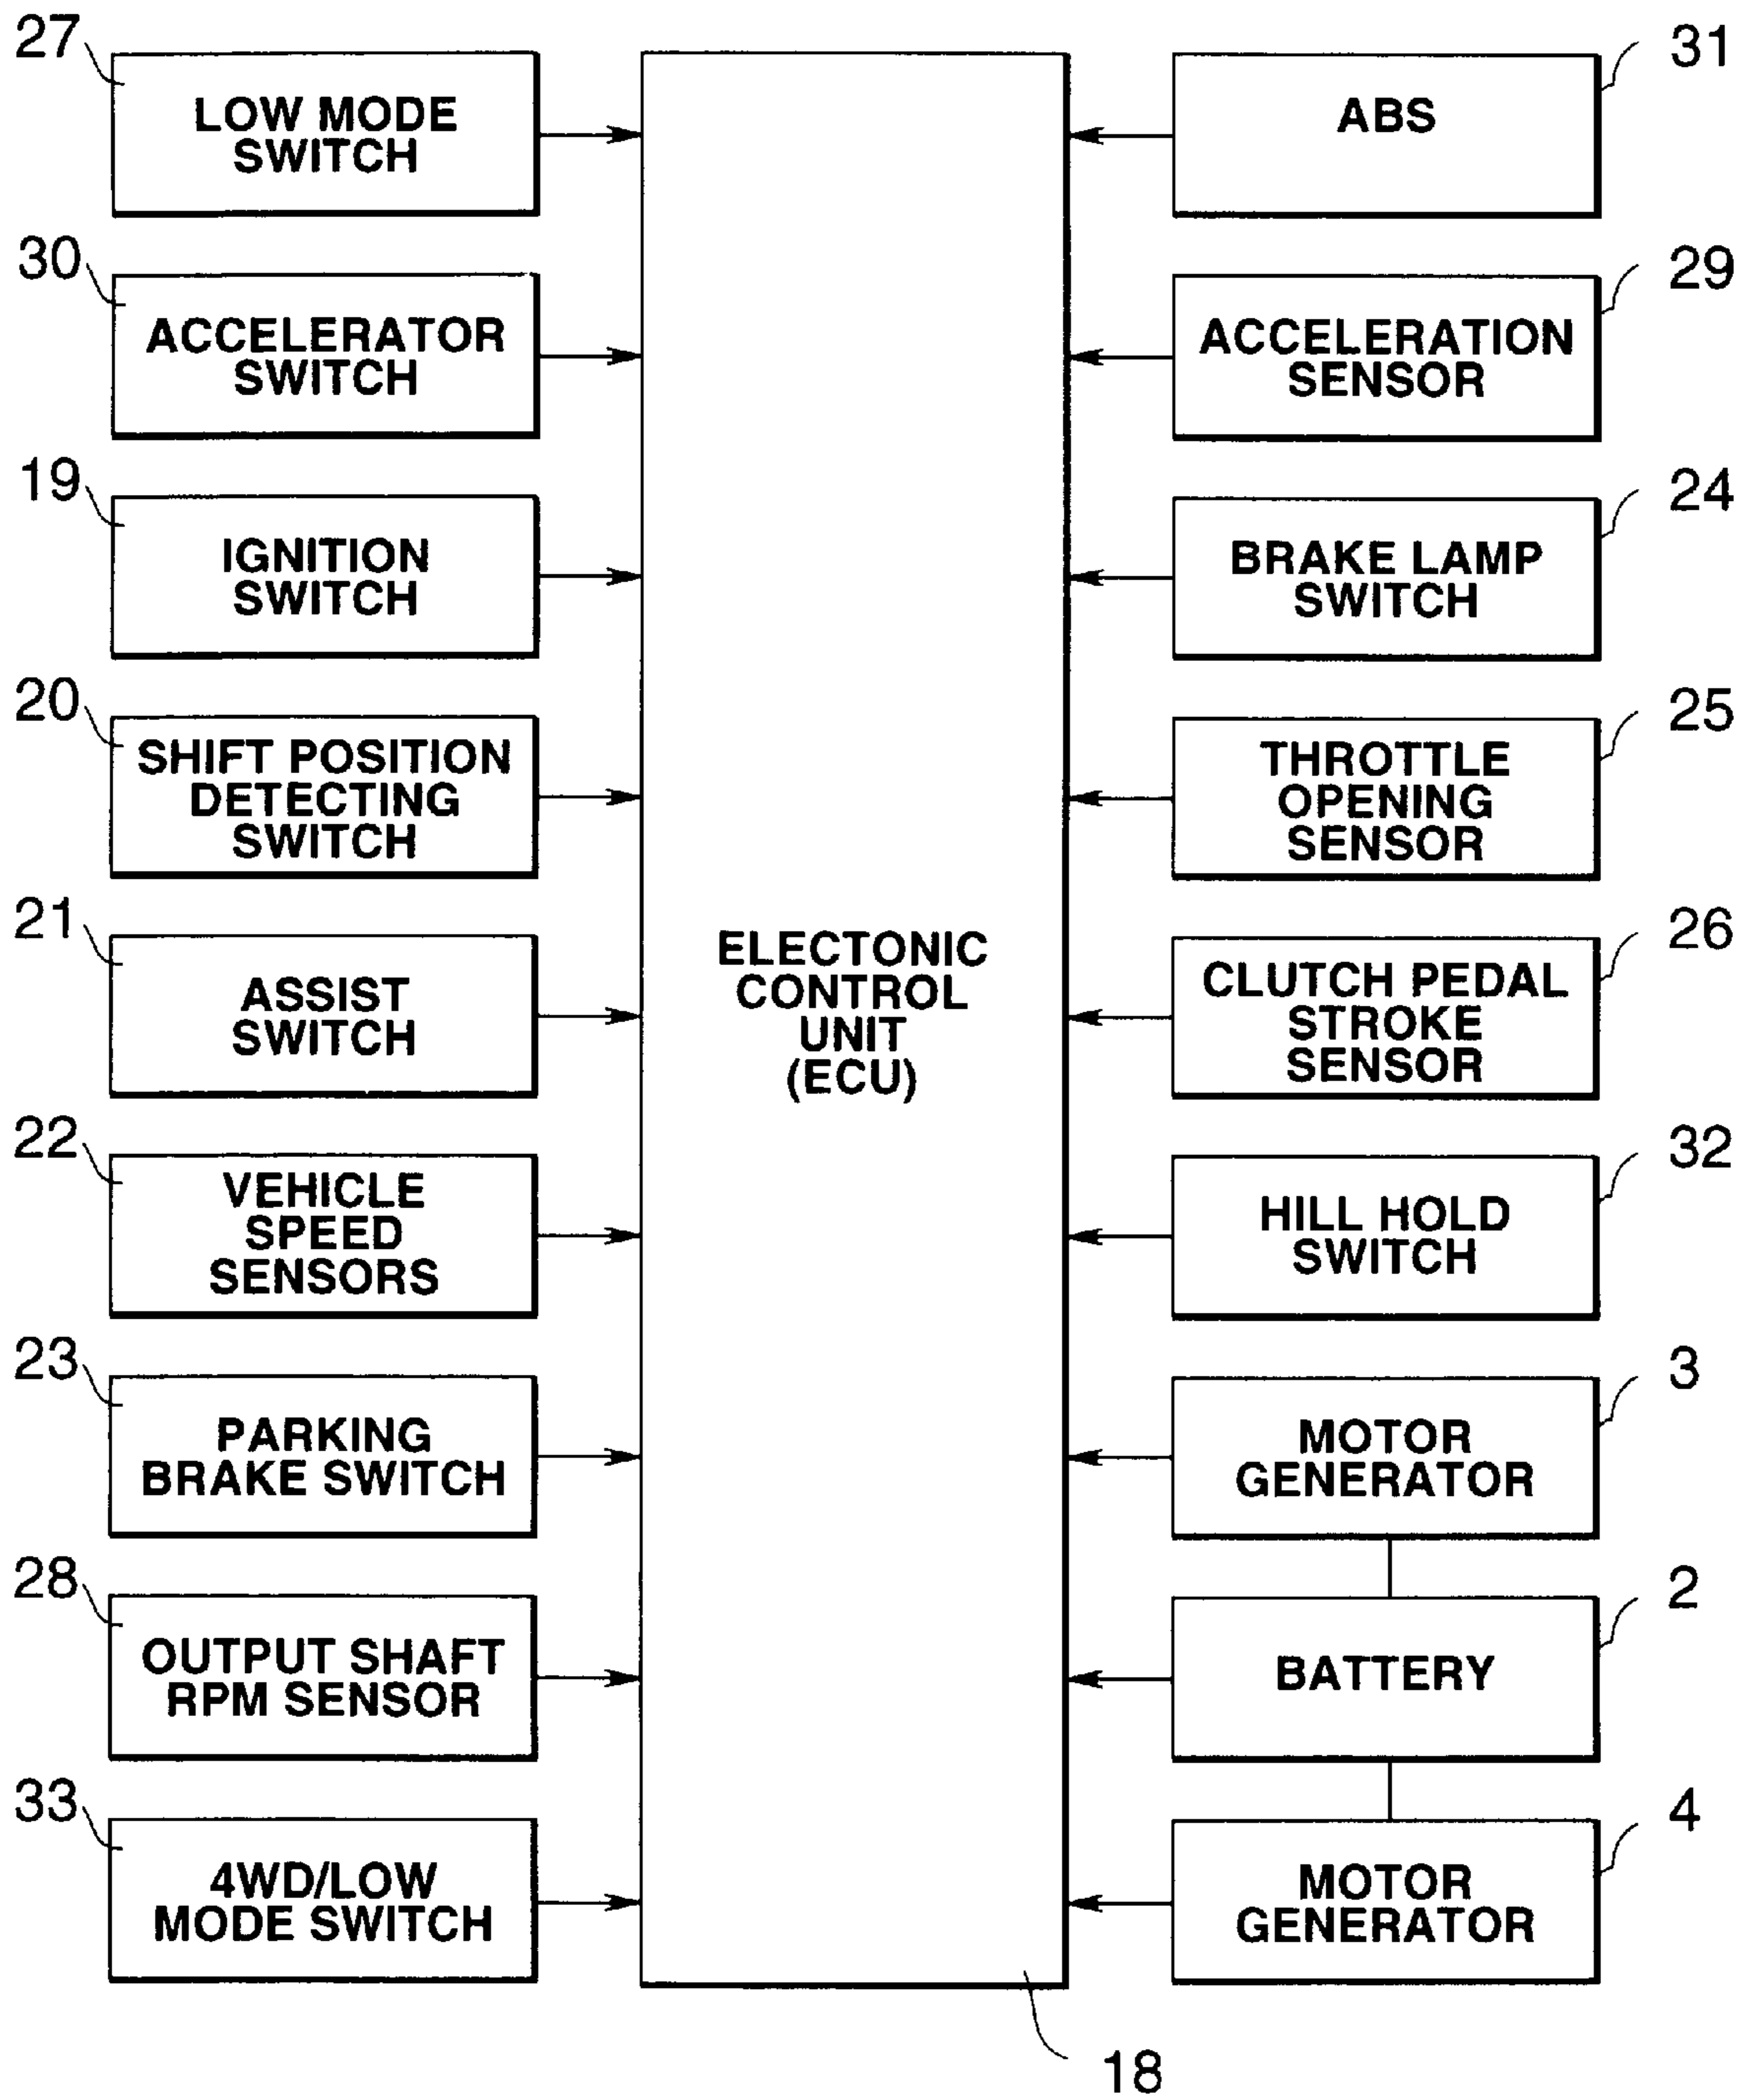 27
LOW MODE
SWITCH
30
ACCELERATOR
SWITCH
19
IGNITION
SWITCH
20
SHIFT POSITION
DETECTING
SWITCH
21
ASSIST
SWITCH
22
VEHICLE
SPEED
SENSORS
23
PARKING
BRAKE SWITCH
28
OUTPUT SHAFT
RPM SENSOR
33
4WD/LOW
MODE SWITCH
ELECTONIC
CONTROL
UNIT
(ECU)
18
31
ABS
29
ACCELERATION
SENSOR
24
BRAKE LAMP
SWITCH
25
THROTTLE
OPENING
SENSOR
26
CLUTCH PEDAL
STROKE
SENSOR
32
HILL HOLD
SWITCH
3
MOTOR
GENERATOR
2
BATTERY
4
MOTOR
GENERATOR